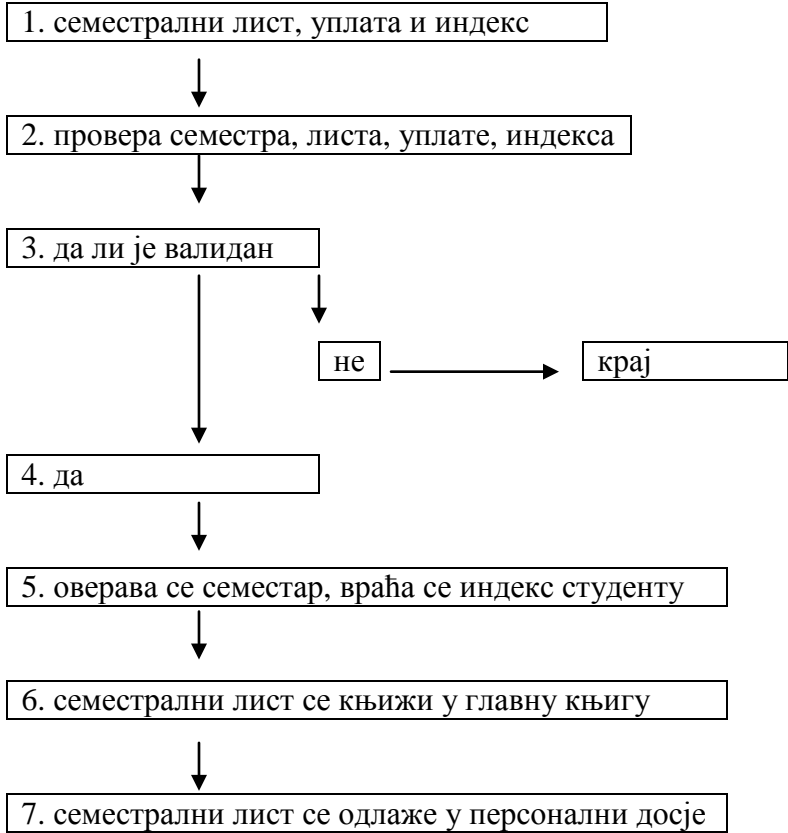 1. семестрални лист, уплата и индекс
2. провера семестра, листа, уплате, индекса
3. да ли је валидан
не
крај
4. да
5. оверава се семестар, враћа се индекс студенту
6. семестрални лист се књижи у главну књигу
7. семестрални лист се одлаже у персонални досје